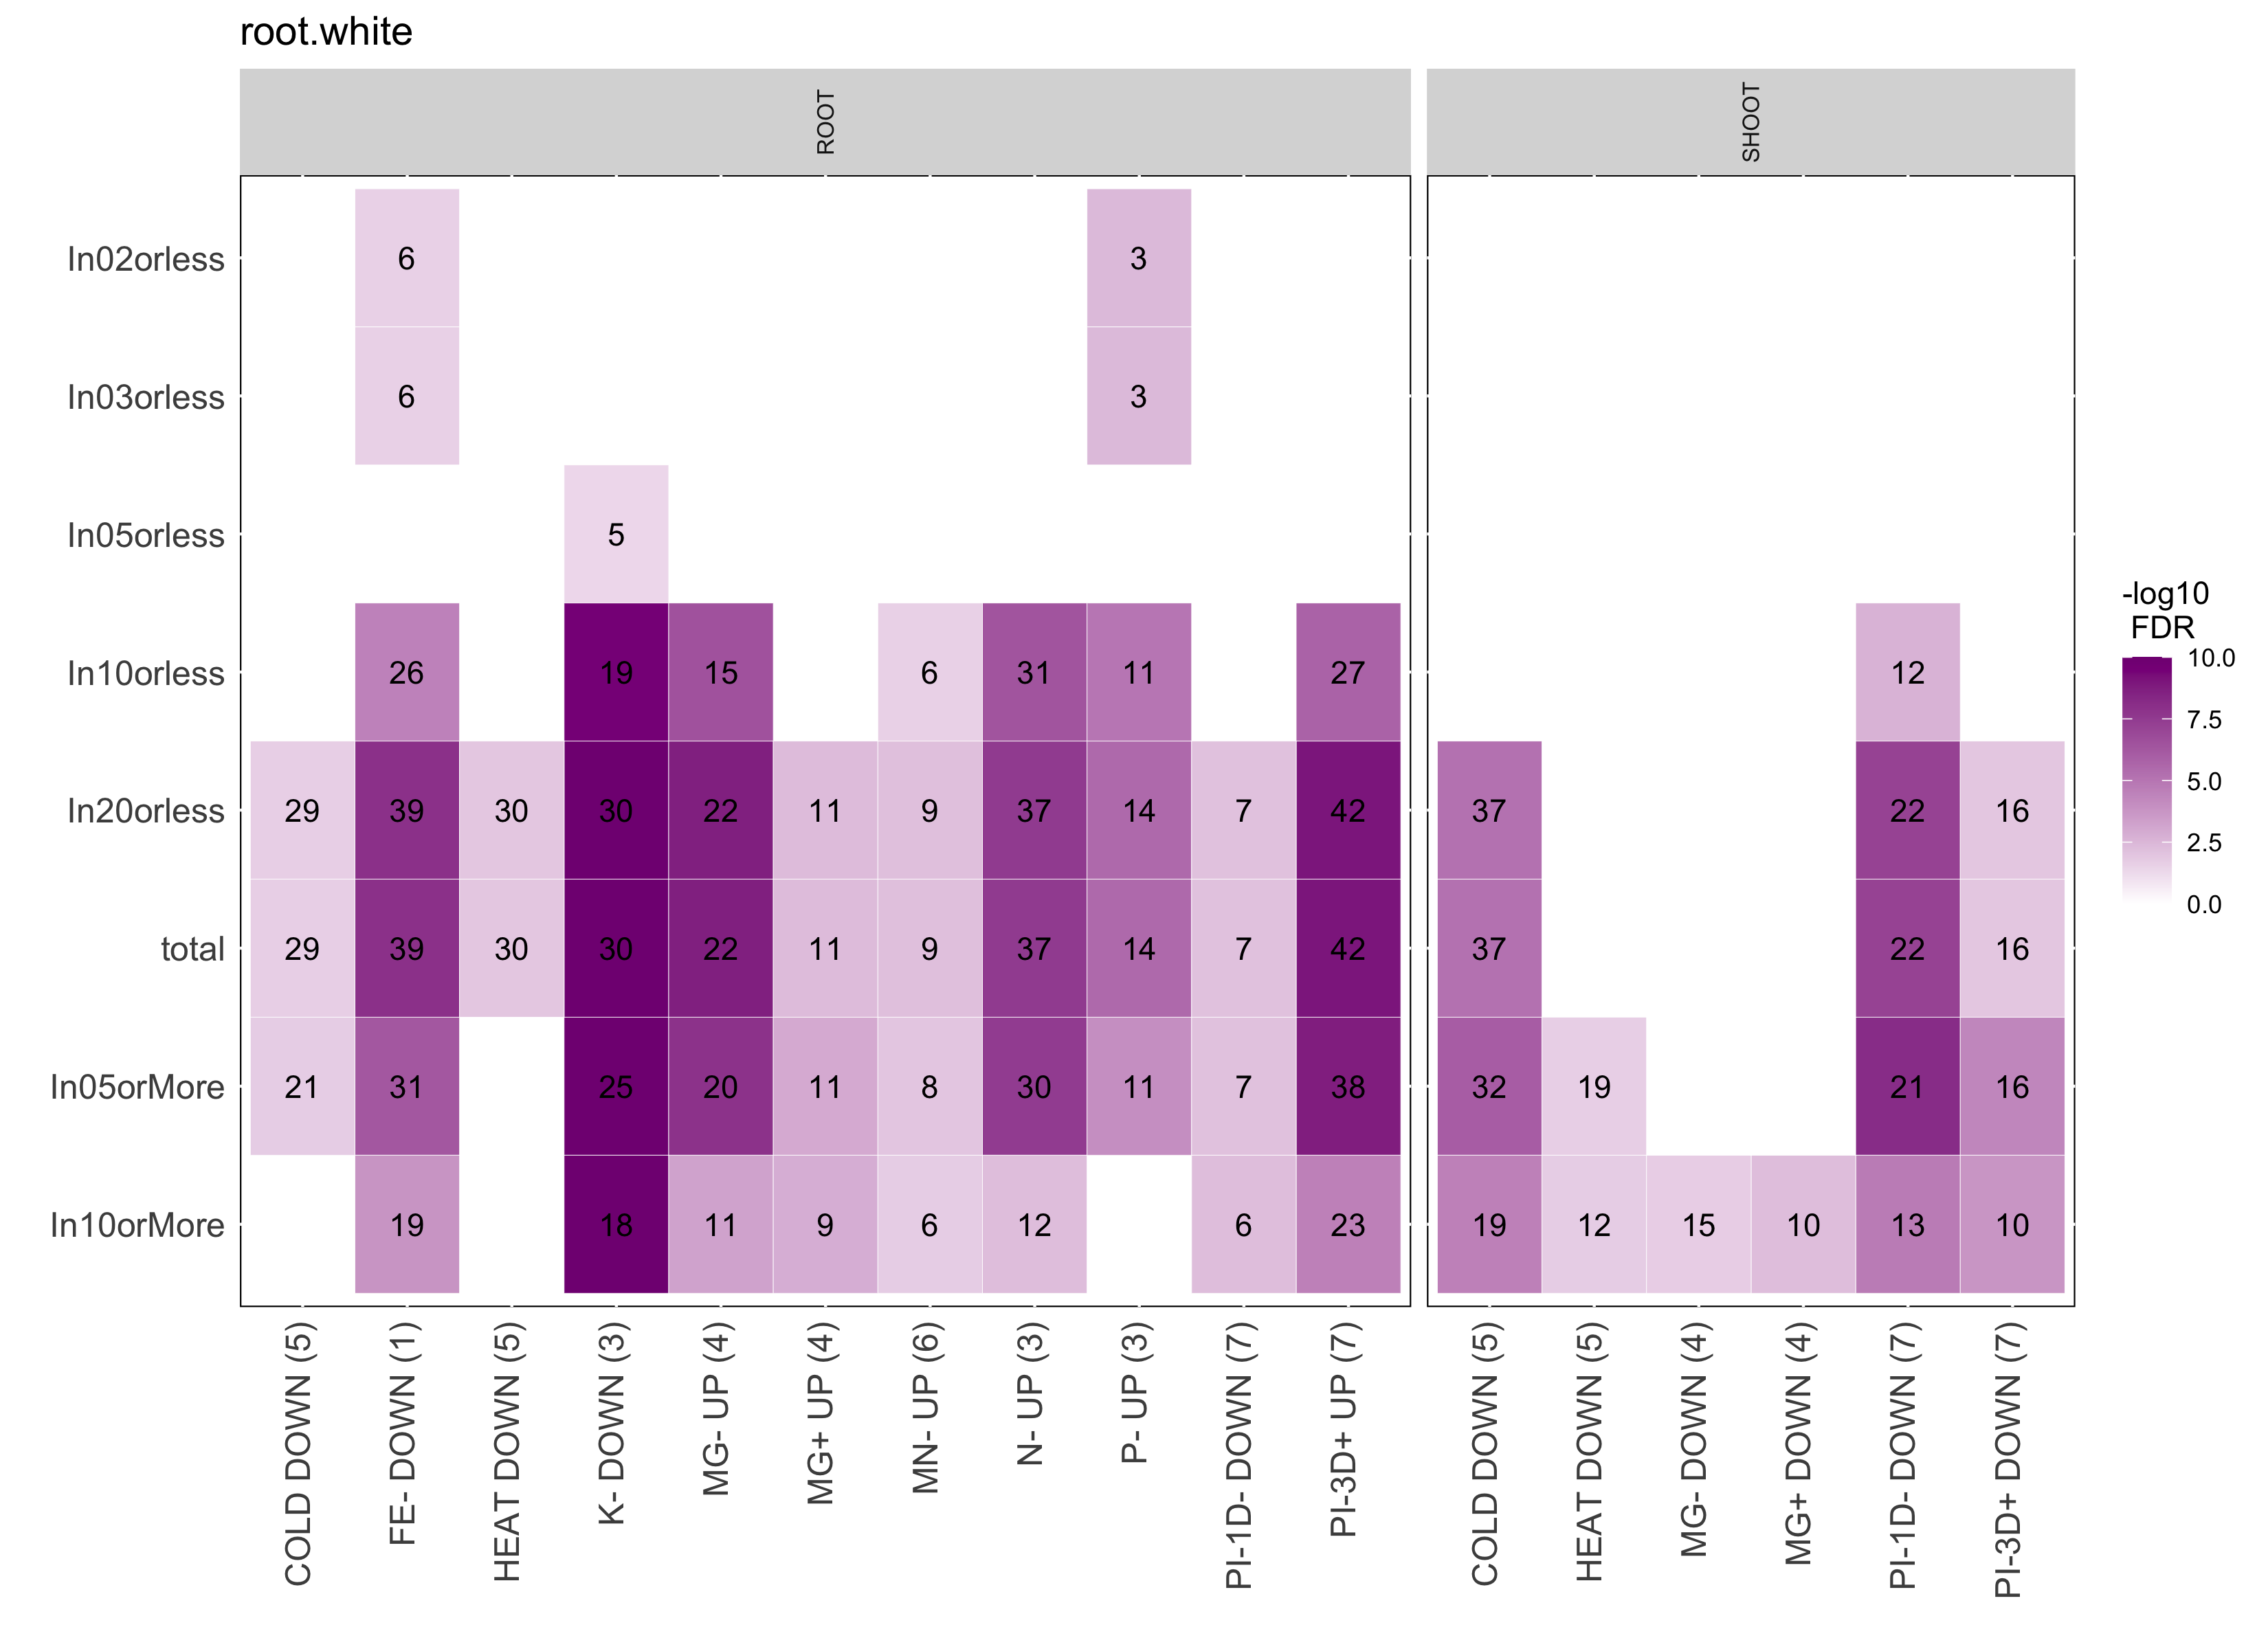 root.white
ROOT SHOOT
In02orless 6 3
In03orless 6 3
In05orless 5
In10orless 26 19 15 6 31 11 27 12
In20orless 29 39 30 30 22 11 9 37 14 7 42 37 22 16
total 29 39 30 30 22 11 9 37 14 7 42 37 22 16
In05orMore 21 31 25 20 11 8 30 11 7 38 32 19 21 16
In10orMore 19 18 11 9 6 12 6 23 19 12 15 10 13 10
COLD DOWN (5)
FE- DOWN (1)
HEAT DOWN (5)
K- DOWN (3)
MG- UP (4)
MG+ UP (4)
MN- UP (6)
N- UP (3)
P- UP (3)
PI-1D- DOWN (7)
PI-3D+ UP (7)
COLD DOWN (5)
HEAT DOWN (5)
MG- DOWN (4)
MG+ DOWN (4)
PI-1D- DOWN (7)
PI-3D+ DOWN (7)
-log10
FDR
10.0
7.5
5.0
2.5
0.0